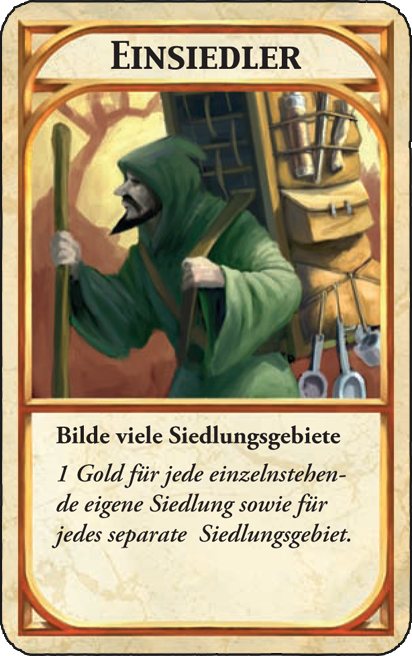 EINSIEDLER
Bilde viele Siedlungsgebiete
1 Gold für jede einzelnstehen-
de eigene Siedlung sowie für
jedes separate Siedlungsgebiet.